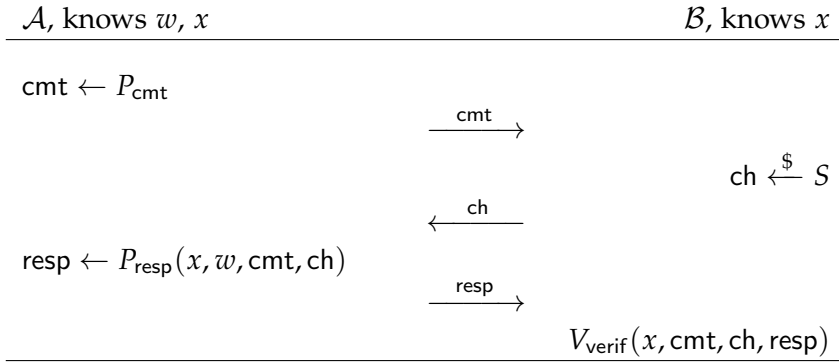 𝒜, knows w, x ℬ, knows x
cmt ← P_cmt
cmt
ch ←$ S
ch
resp ← P_resp(x, w, cmt, ch)
resp
V_verif(x, cmt, ch, resp)